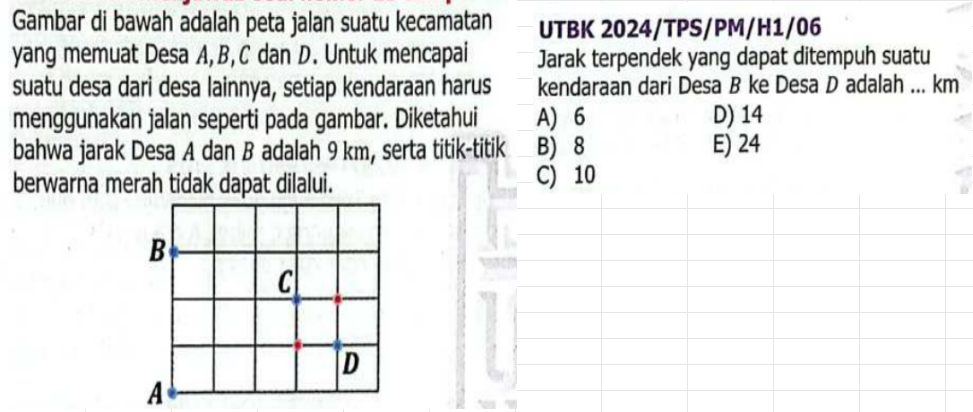 Gambar di bawah adalah peta jalan suatu kecamatan
yang memuat Desa A, B, C dan D. Untuk mencapai
suatu desa dari desa lainnya, setiap kendaraan harus
menggunakan jalan seperti pada gambar. Diketahui
bahwa jarak Desa A dan B adalah 9 km, serta titik-titik
berwarna merah tidak dapat dilalui.
B
C
D
A
UTBK 2024/TPS/PM/H1/06
Jarak terpendek yang dapat ditempuh suatu
kendaraan dari Desa B ke Desa D adalah ... km
A) 6
B) 8
C) 10
D) 14
E) 24